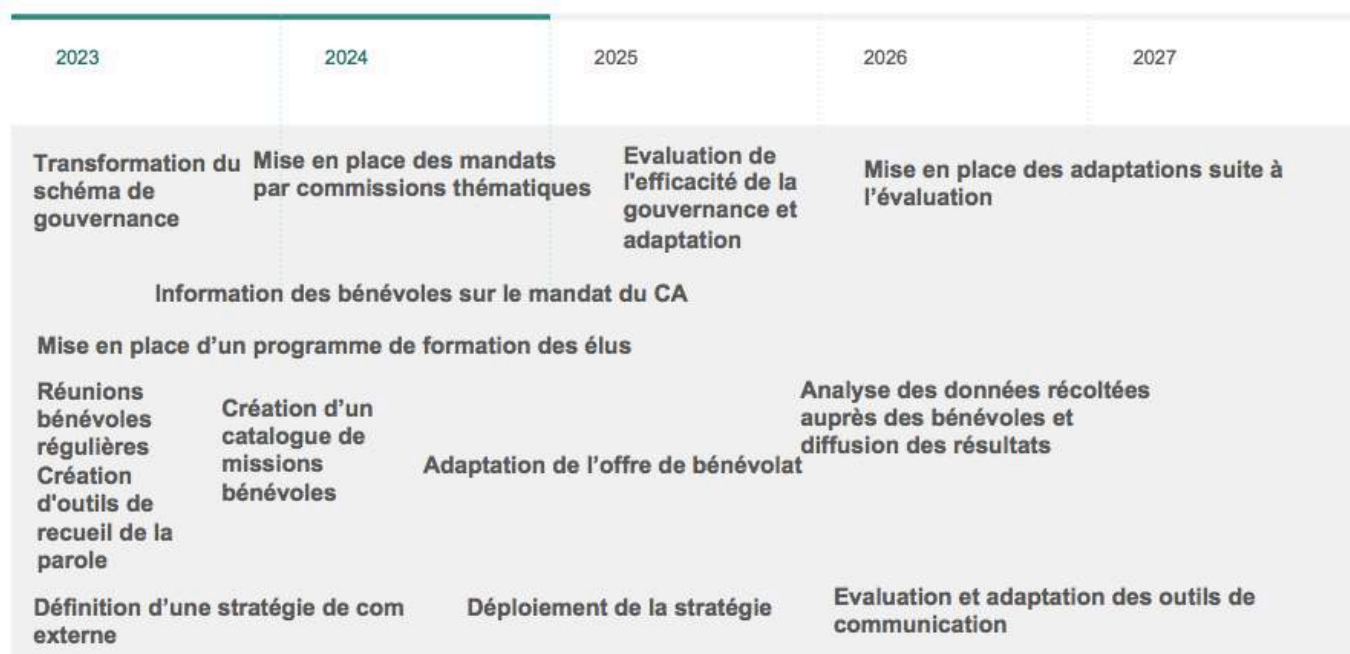 2023 2024 2025 2026 2027
Transformation du
schéma de
gouvernance
Mise en place des mandats
par commissions thématiques
Evaluation de
l'efficacité de la
gouvernance et
adaptation
Mise en place des adaptations suite à
l’évaluation
Information des bénévoles sur le mandat du CA
Mise en place d’un programme de formation des élus
Réunions
bénévoles
régulières
Création
d'outils de
recueil de la
parole
Création d’un
catalogue de
missions
bénévoles
Adaptation de l’offre de bénévolat
Analyse des données récoltées
auprès des bénévoles et
diffusion des résultats
Définition d’une stratégie de com
externe
Déploiement de la stratégie
Evaluation et adaptation des outils de
communication